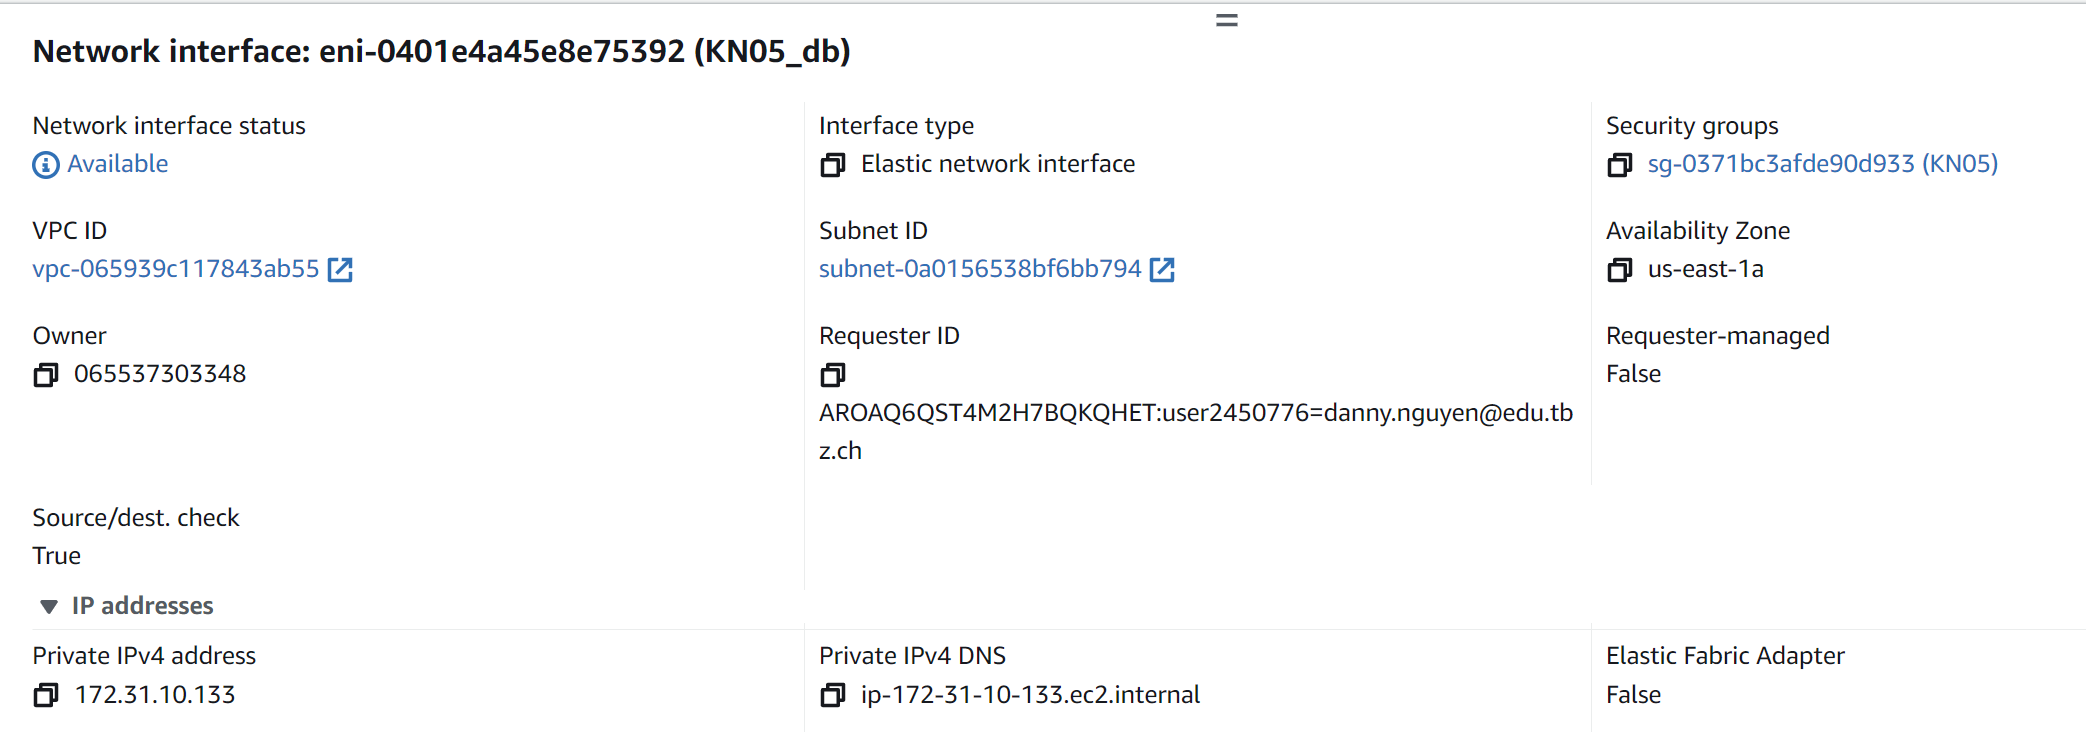 Network interface: eni-0401e4a45e8e75392 (KN05_db)
Network interface status
Available
Interface type
Elastic network interface
Security groups
sg-0371bc3afde90d933 (KN05)
VPC ID
vpc-065939c117843ab55
Subnet ID
subnet-0a0156538bf6bb794
Availability Zone
us-east-1a
Owner
065537303348
Requester ID
AROAQ6QST4M2H7BQKQHET:user2450776=danny.nguyen@edu.tb
z.ch
Requester-managed
False
Source/dest. check
True
IP addresses
Private IPv4 address
172.31.10.133
Private IPv4 DNS
ip-172-31-10-133.ec2.internal
Elastic Fabric Adapter
False